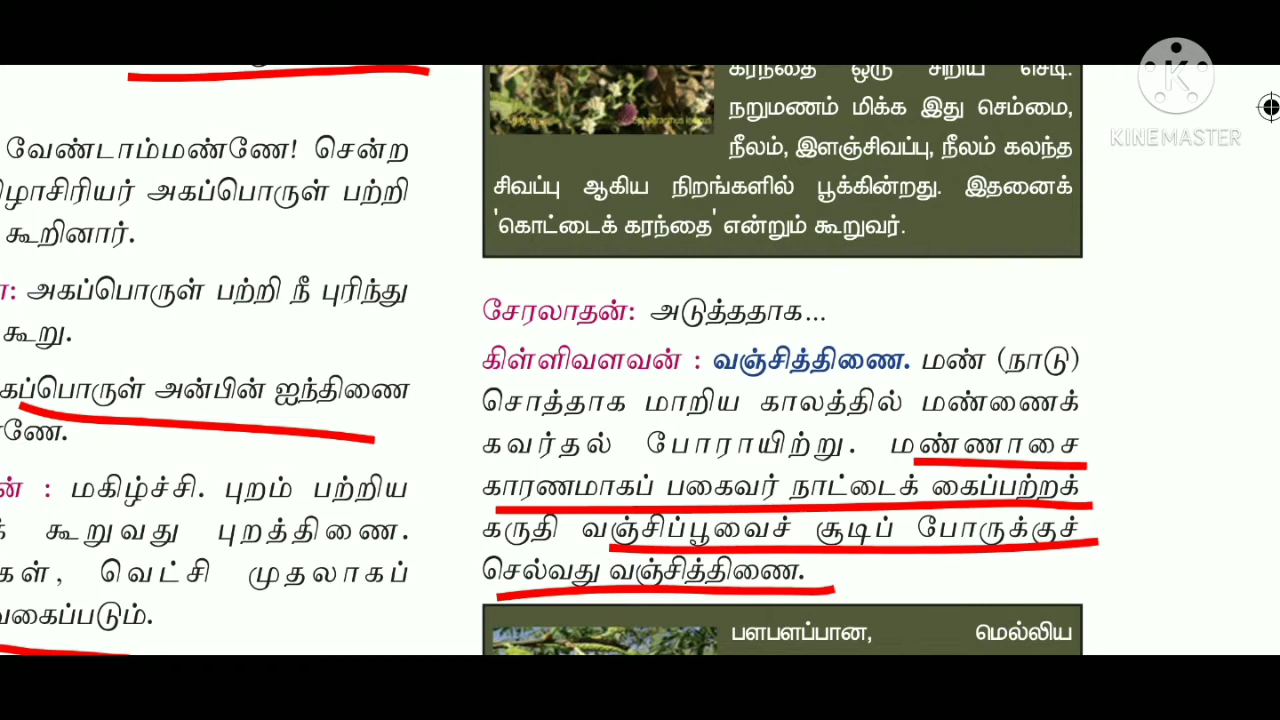 வேண்டாம்மண்ணே! சென்ற
ழாசிரியர் அகப்பொருள் பற்றி
கூறினார்.
அகப்பொருள் பற்றி நீ புரிந்து
கூறு.
கப்பொருள் அன்பின் ஐந்திணை
ணே.
ன் : மகிழ்ச்சி. புறம் பற்றிய
கூறுவது புறத்திணை.
கள், வெட்சி முதலாகப்
வகைப்படும்.
கரந்தை ஒரு சிறிய செடி.
நறுமணம் மிக்க இது செம்மை,
நீலம், இளஞ்சிவப்பு, நீலம் கலந்த
சிவப்பு ஆகிய நிறங்களில் பூக்கின்றது. இதனைக்
'கொட்டைக் கரந்தை' என்றும் கூறுவர்.
சேரலாதன்: அடுத்ததாக...
கிள்ளிவளவன் : வஞ்சித்திணை. மண் (நாடு)
சொத்தாக மாறிய காலத்தில் மண்ணைக்
கவர்தல் போராயிற்று. மண்ணாசை
காரணமாகப் பகைவர் நாட்டைக் கைப்பற்றக்
கருதி வஞ்சிப்பூவைச் சூடிப் போருக்குச்
செல்வது வஞ்சித்திணை.
பளபளப்பான, மெல்லிய
KINEMASTER